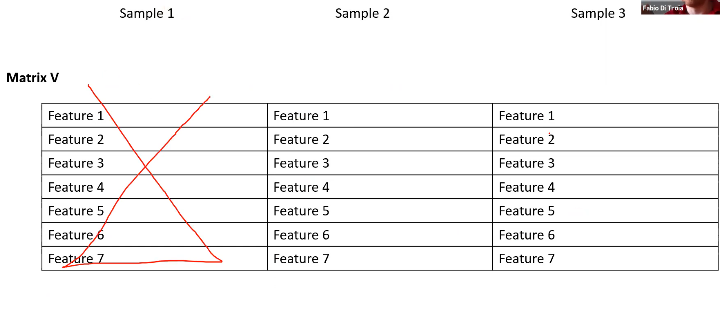 Sample 1 Sample 2 Sample 3
Fabio Di Troia
Matrix V
Feature 1 Feature 1 Feature 1
Feature 2 Feature 2 Feature 2
Feature 3 Feature 3 Feature 3
Feature 4 Feature 4 Feature 4
Feature 5 Feature 5 Feature 5
Feature 6 Feature 6 Feature 6
Feature 7 Feature 7 Feature 7